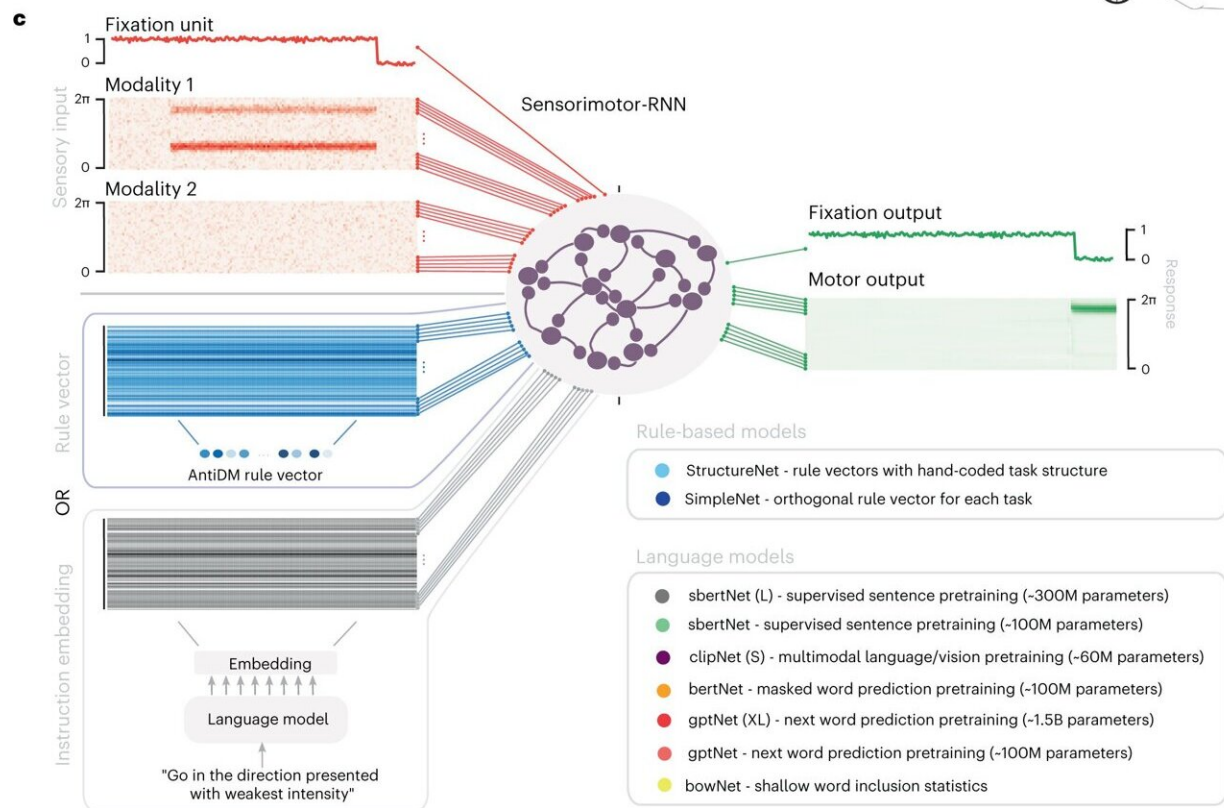 c
Fixation unit
1
0
Modality 1
2π
0
Modality 2
2π
0
Sensory input
Sensorimotor-RNN
Fixation output
1
0
Motor output
2π
0
Response
Rule vector
AntiDM rule vector
OR
Instruction embedding
Embedding
Language model
"Go in the direction presented
with weakest intensity"
Rule-based models
StructureNet - rule vectors with hand-coded task structure
SimpleNet - orthogonal rule vector for each task
Language models
sbertNet (L) - supervised sentence pretraining (~300M parameters)
sbertNet - supervised sentence pretraining (~100M parameters)
clipNet (S) - multimodal language/vision pretraining (~60M parameters)
bertNet - masked word prediction pretraining (~100M parameters)
gptNet (XL) - next word prediction pretraining (~1.5B parameters)
gptNet - next word prediction pretraining (~100M parameters)
bowNet - shallow word inclusion statistics